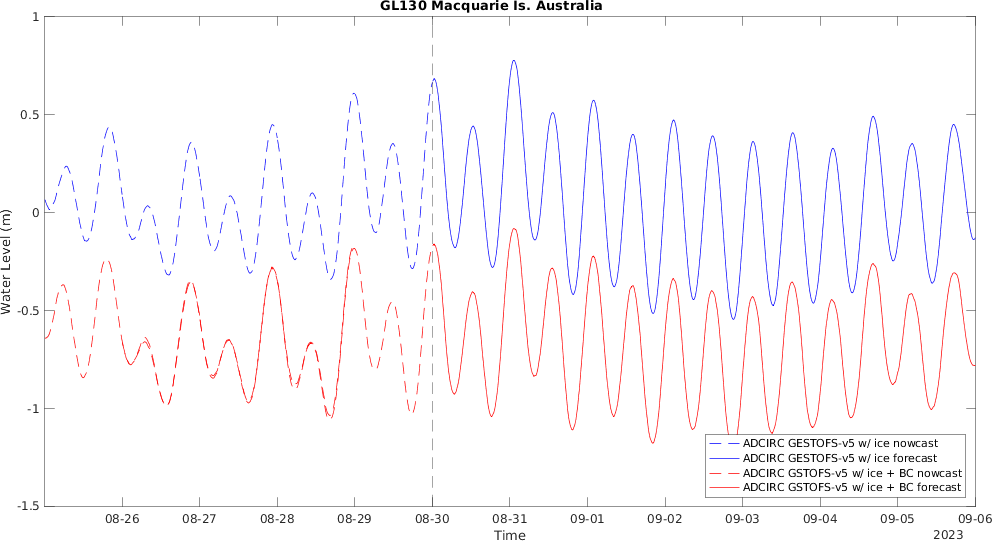 GL130 Macquarie Is. Australia
Water Level (m)
1
0.5
0
-0.5
-1
-1.5
ADCIRC GESTOFS-v5 w/ ice nowcast
ADCIRC GESTOFS-v5 w/ ice forecast
ADCIRC GSTOFS-v5 w/ ice + BC nowcast
ADCIRC GSTOFS-v5 w/ ice + BC forecast
08-26 08-27 08-28 08-29 08-30 08-31 09-01 09-02 09-03 09-04 09-05 09-06
Time
2023